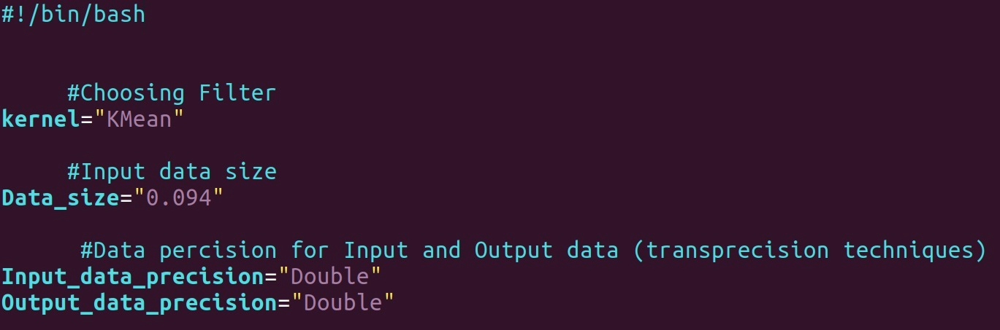 #!/bin/bash
#Choosing Filter
kernel="KMean"
#Input data size
Data_size="0.094"
#Data percision for Input and Output data (transprecision techniques)
Input_data_precision="Double"
Output_data_precision="Double"